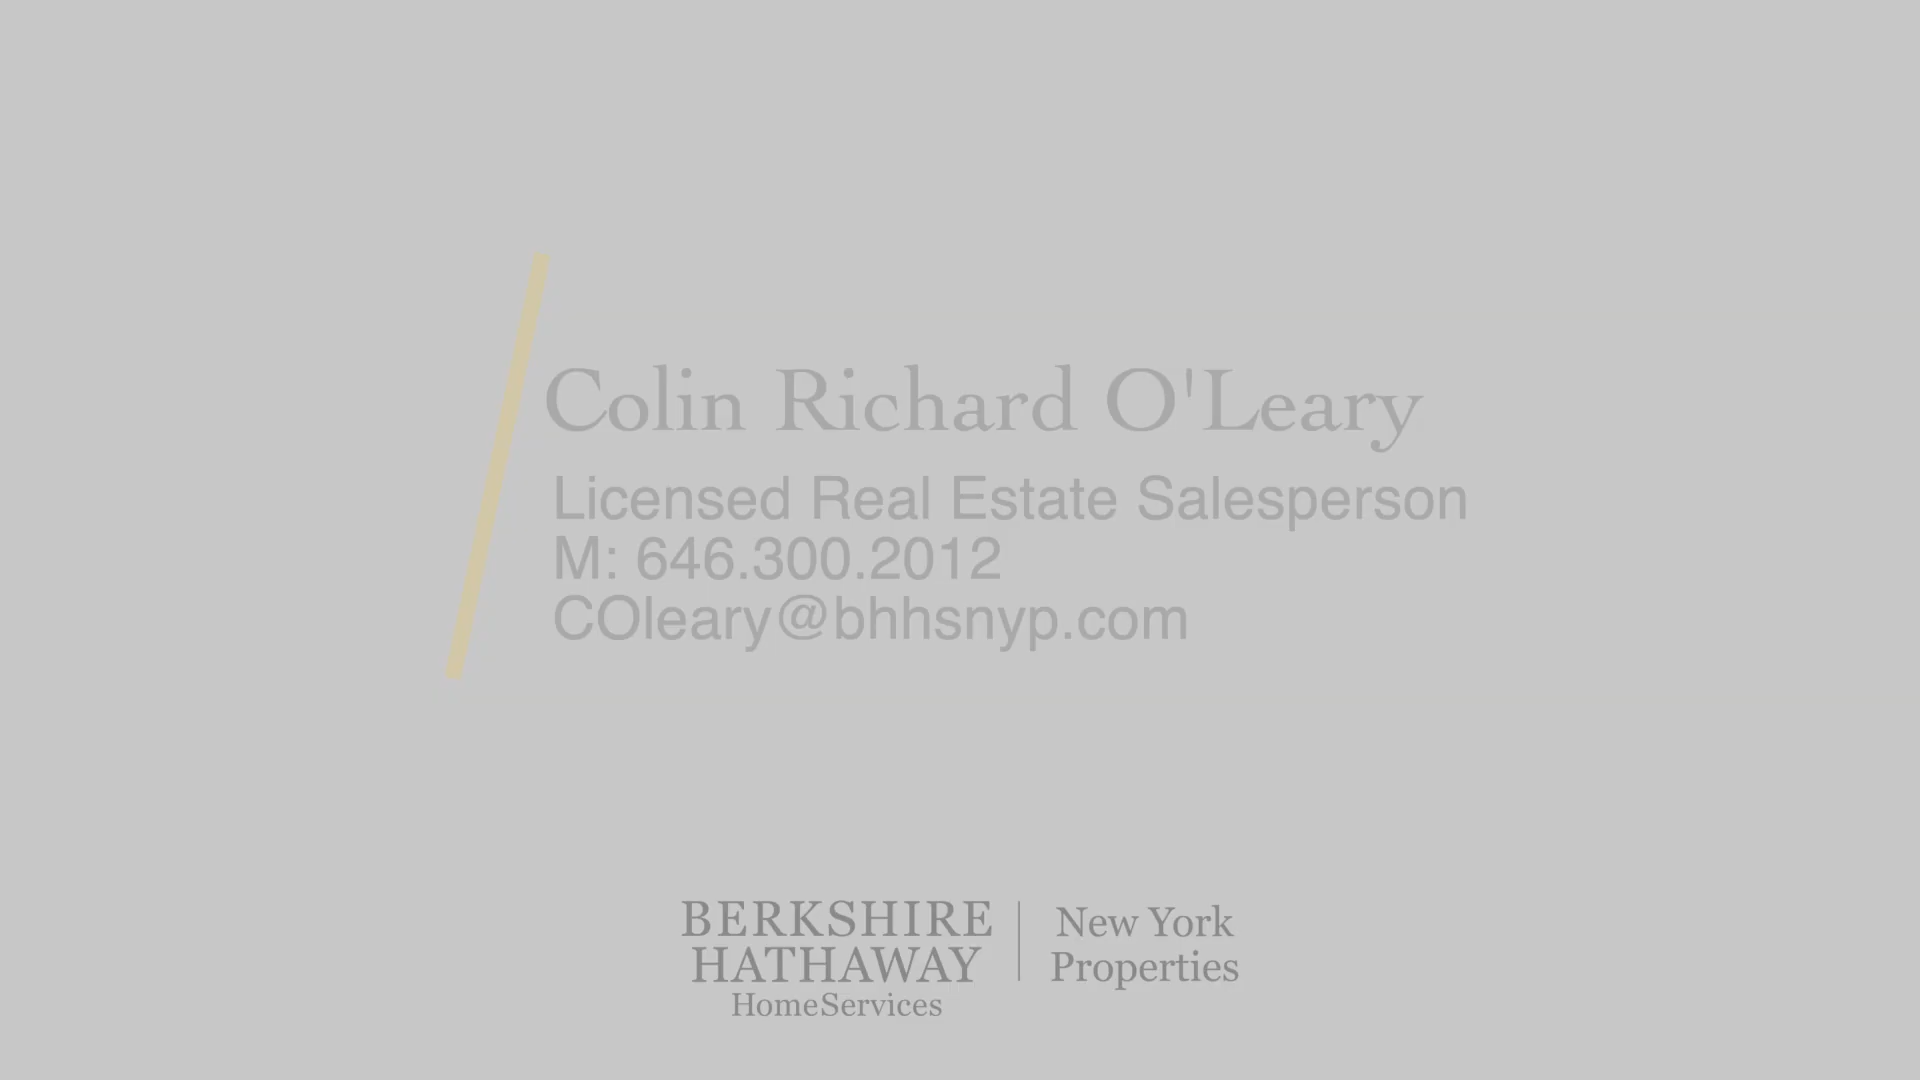 Colin Richard O'Leary
Licensed Real Estate Salesperson
M: 646.300.2012
COleary@bhhsnyp.com
BERKSHIRE
HATHAWAY
HomeServices
New York
Properties